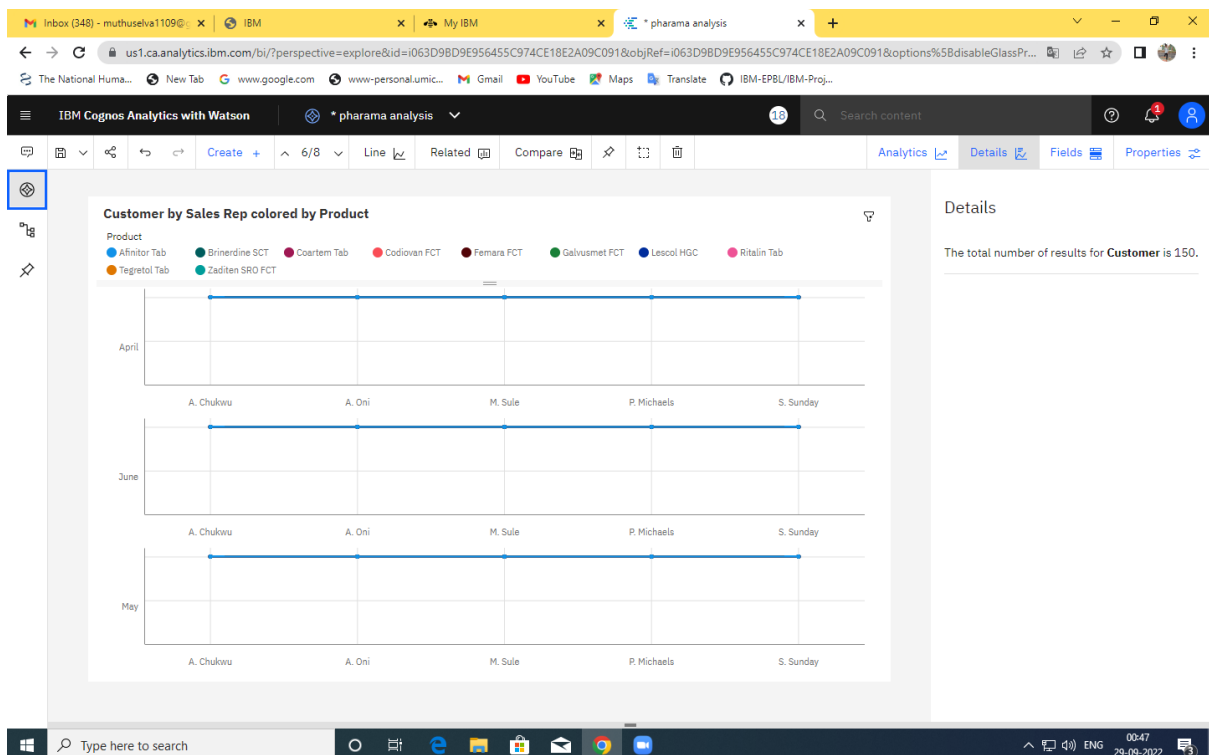 Inbox (348) - muthuselva1109@g
IBM
My IBM
* pharama analysis
us1.ca.analytics.ibm.com/bi/?perspective=explore&id=i063D9BD9E956455C974CE18E2A09C091&objRef=i063D9BD9E956455C974CE18E2A09C091&options%5BdisableGlassPr...
The National Huma... New Tab www.google.com www-personal.umic... Gmail YouTube Maps Translate IBM-EPBL/IBM-Proj...
IBM Cognos Analytics with Watson * pharama analysis 18 Search content 1
Create + 6/8 Line Related Compare Analytics Details Fields Properties
Customer by Sales Rep colored by Product
Product
Afinitor Tab Brinerdine SCT Coartem Tab Codiovan FCT Femara FCT Galvusmet FCT Lescol HGC Ritalin Tab
Tegretol Tab Zaditen SRO FCT
April
A. Chukwu A. Oni M. Sule P. Michaels S. Sunday
June
A. Chukwu A. Oni M. Sule P. Michaels S. Sunday
May
A. Chukwu A. Oni M. Sule P. Michaels S. Sunday
Details
The total number of results for Customer is 150.
Type here to search
ENG
00:47
29-09-2022
3